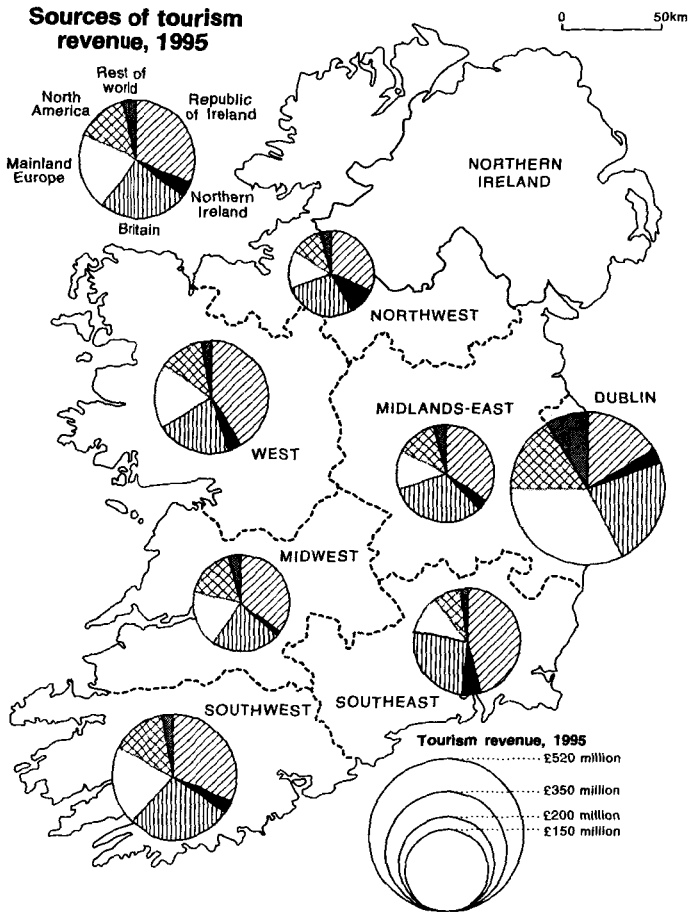 Sources of tourism
revenue, 1995
0 50km
Rest of
world
North
America
Republic
of Ireland
Mainland
Europe
Northern
Ireland
Britain
NORTHERN
IRELAND
NORTHWEST
MIDLANDS-EAST
DUBLIN
WEST
MIDWEST
SOUTHWEST
SOUTHEAST
Tourism revenue, 1995
£520 million
£350 million
£200 million
£150 million